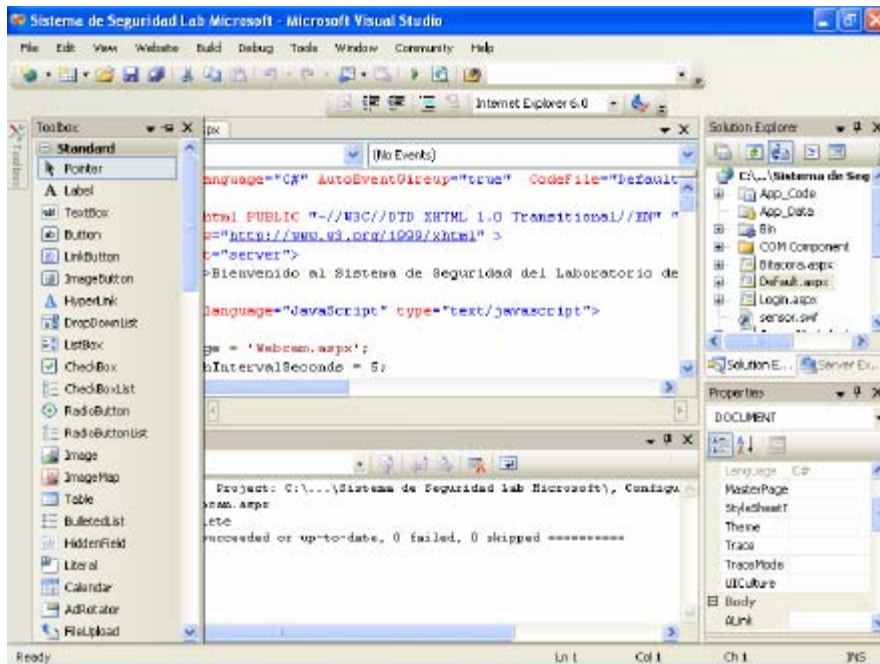 Sistema de Seguridad Lab Microsoft - Microsoft Visual Studio
File Edit View Website Build Debug Tools Window Community Help
Internet Explorer 6.0
Toolbox
Toolbox
Standard
Pointer
Label
TextBox
Button
LinkButton
ImageButton
HyperLink
DropDownList
ListBox
CheckBox
CheckBoxList
RadioButton
RadioButtonList
Image
ImageMap
Table
BulletedList
HiddenField
Literal
Calendar
AdRotator
FileUpload
px
(No Events)
anguage="C#" AutoEventWireup="true" CodeFile="Default
html PUBLIC "-//W3C//DTD XHTML 1.0 Transitional//EN" "
="http://www.w3.org/1999/xhtml" >
="server">
>Bienvenido al Sistema de Seguridad del Laboratorio de
language="JavaScript" type="text/javascript">
ge = 'Webcam.aspx';
hIntervalSeconds = 5;
Project: C:\...\Sistema de Seguridad Lab Microsoft\, Configu
cam.aspx
lete
succeeded or up-to-date, 0 failed, 0 skipped ==========
Solution Explorer
C:\...\Sistema de Seg
App_Code
App_Data
Bin
COM Component
Bitacora.aspx
Default.aspx
Login.aspx
sensor.swf
Solution E... Server Ex...
Properties
DOCUMENT
Language C#
MasterPage
StyleSheetT
Theme
Trace
TraceMode
UICulture
Body
ALink
Ready Ln 1 Col 1 Ch 1 INS